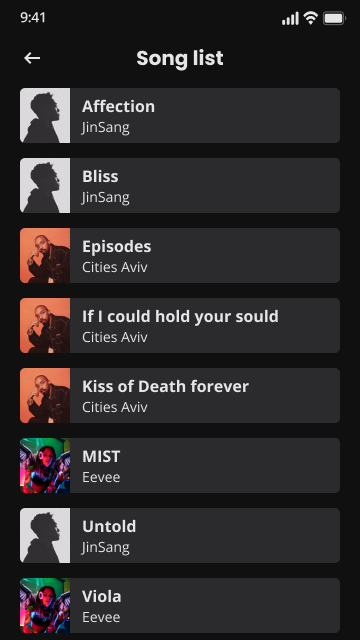 9:41
Song list
Affection
JinSang
Bliss
JinSang
Episodes
Cities Aviv
If I could hold your sould
Cities Aviv
Kiss of Death forever
Cities Aviv
MIST
Eevee
Untold
JinSang
Viola
Eevee